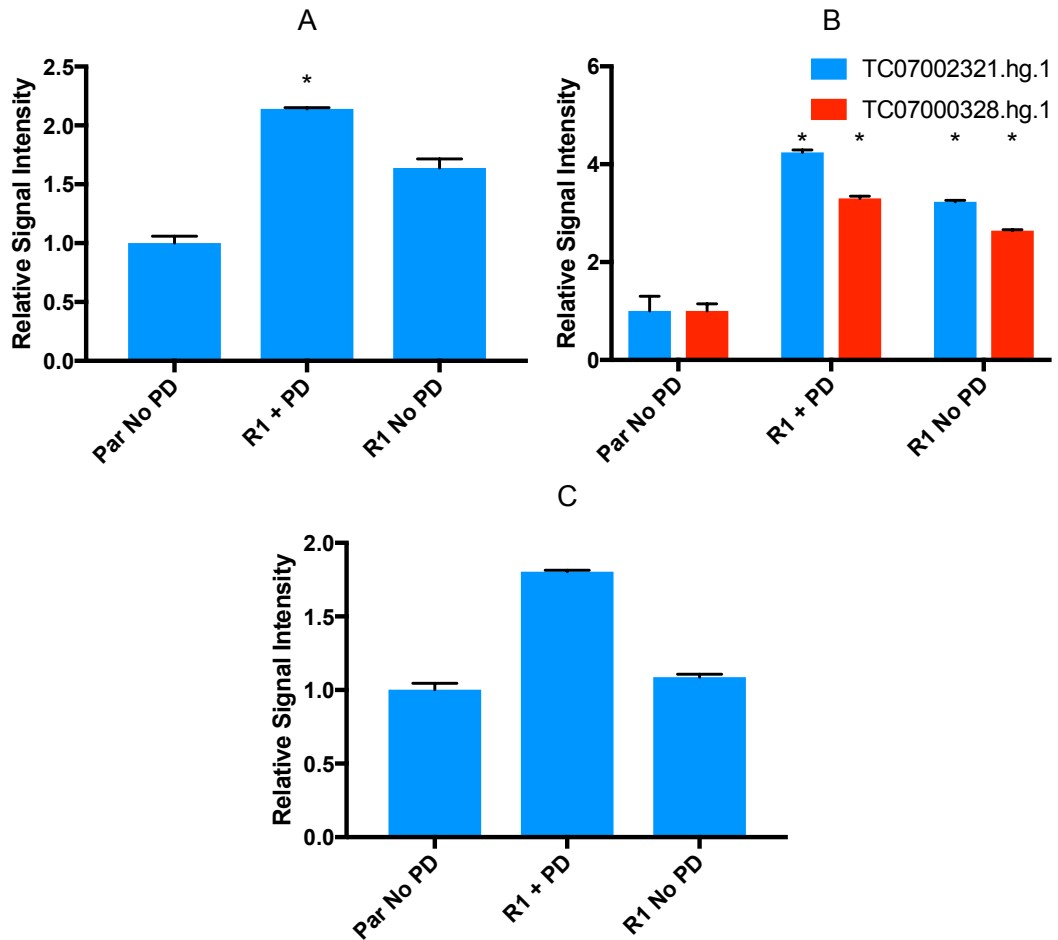 A
Relative Signal Intensity
2.5
2.0
1.5
1.0
0.5
0.0
*
Par No PD
R1 + PD
R1 No PD
B
Relative Signal Intensity
6
4
2
0
TC07002321.hg.1
TC07000328.hg.1
* * * *
Par No PD
R1 + PD
R1 No PD
C
Relative Signal Intensity
2.0
1.5
1.0
0.5
0.0
Par No PD
R1 + PD
R1 No PD